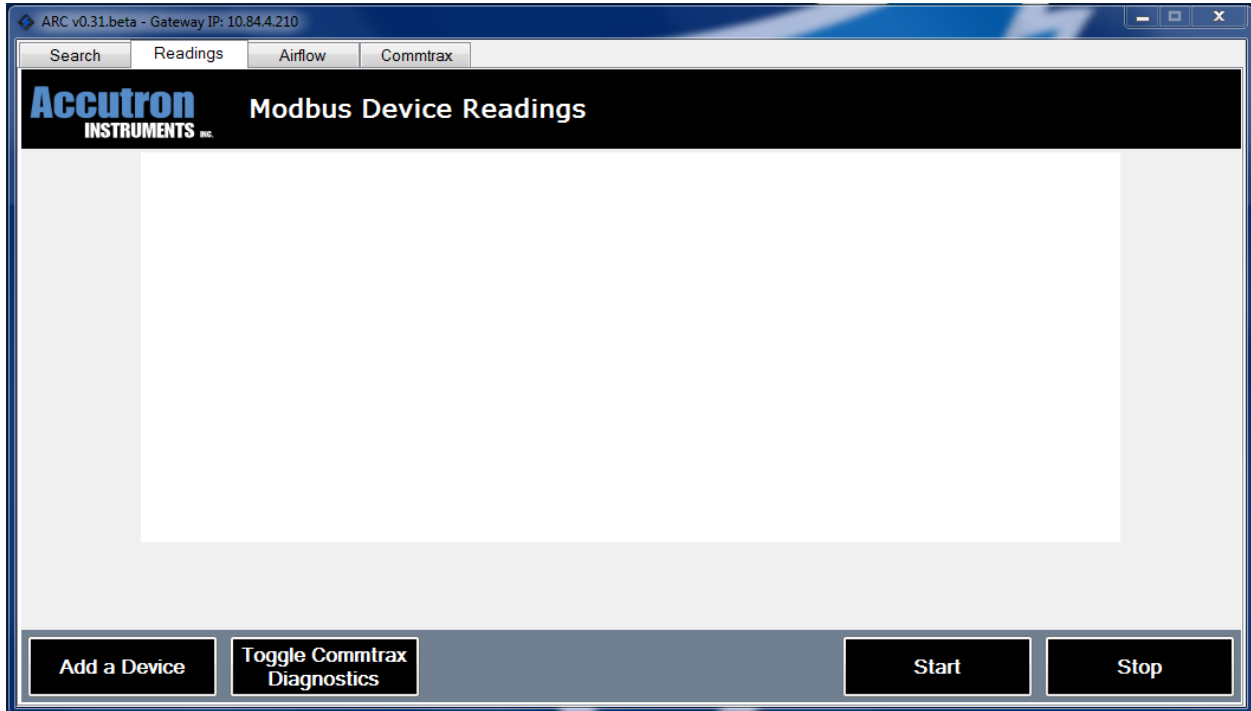 ARC v0.31.beta - Gateway IP: 10.84.4.210
Search Readings Airflow Commtrax
Accutron
INSTRUMENTS INC.
Modbus Device Readings
Add a Device
Toggle Commtrax
Diagnostics
Start
Stop